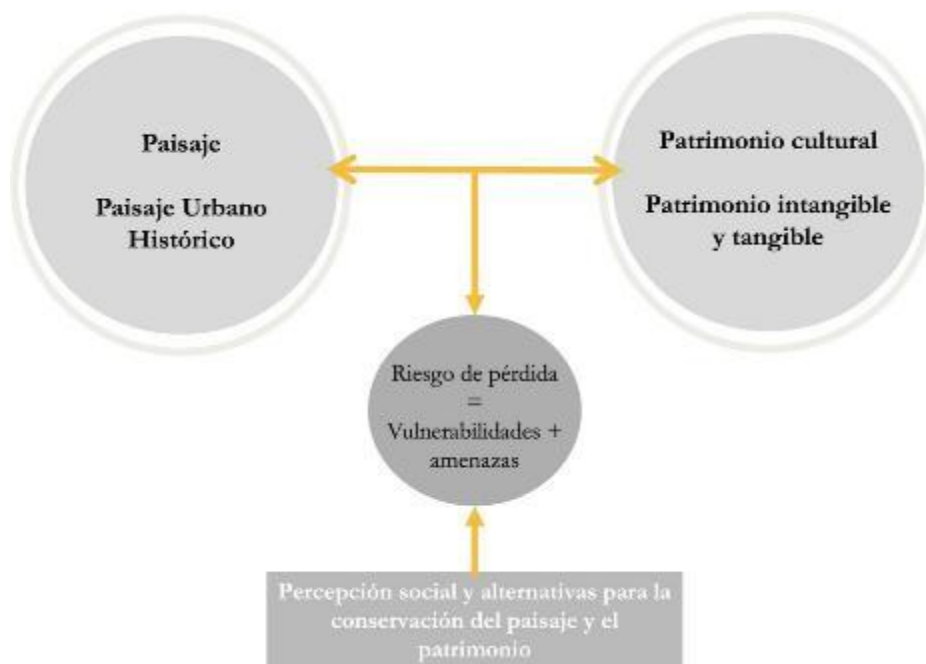 Paisaje
Paisaje Urbano
Histórico
Patrimonio cultural
Patrimonio intangible
y tangible
Riesgo de pérdida
=
Vulnerabilidades +
amenazas
Percepción social y alternativas para la
conservación del paisaje y el
patrimonio